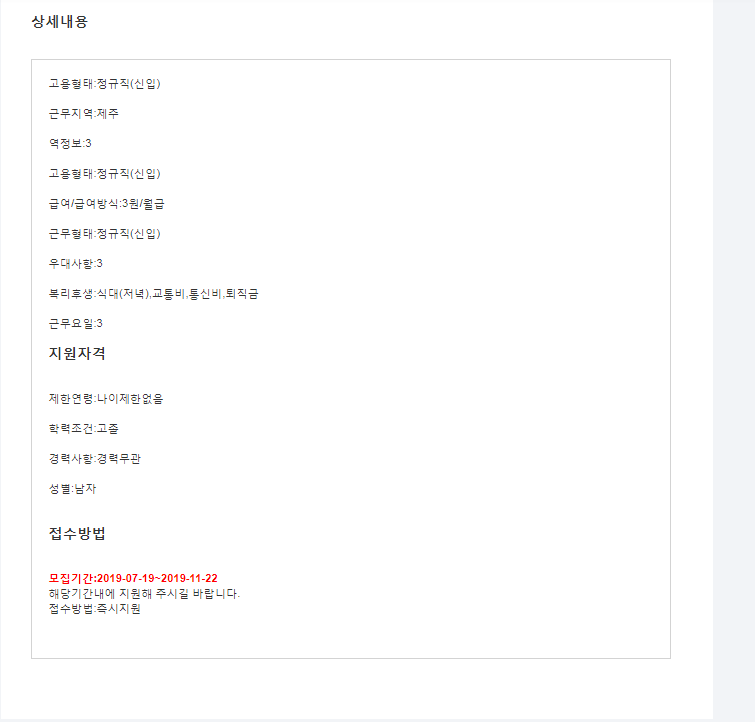 상세내용
고용형태:정규직(신입)
근무지역:제주
역정보:3
고용형태:정규직(신입)
급여/급여방식:3원/월급
근무형태:정규직(신입)
우대사항:3
복리후생:식대(저녁),교통비,통신비,퇴직금
근무요일:3
지원자격
제한연령:나이제한없음
학력조건:고졸
경력사항:경력무관
성별:남자
접수방법
모집기간:2019-07-19~2019-11-22
해당기간내에 지원해 주시길 바랍니다.
접수방법:즉시지원